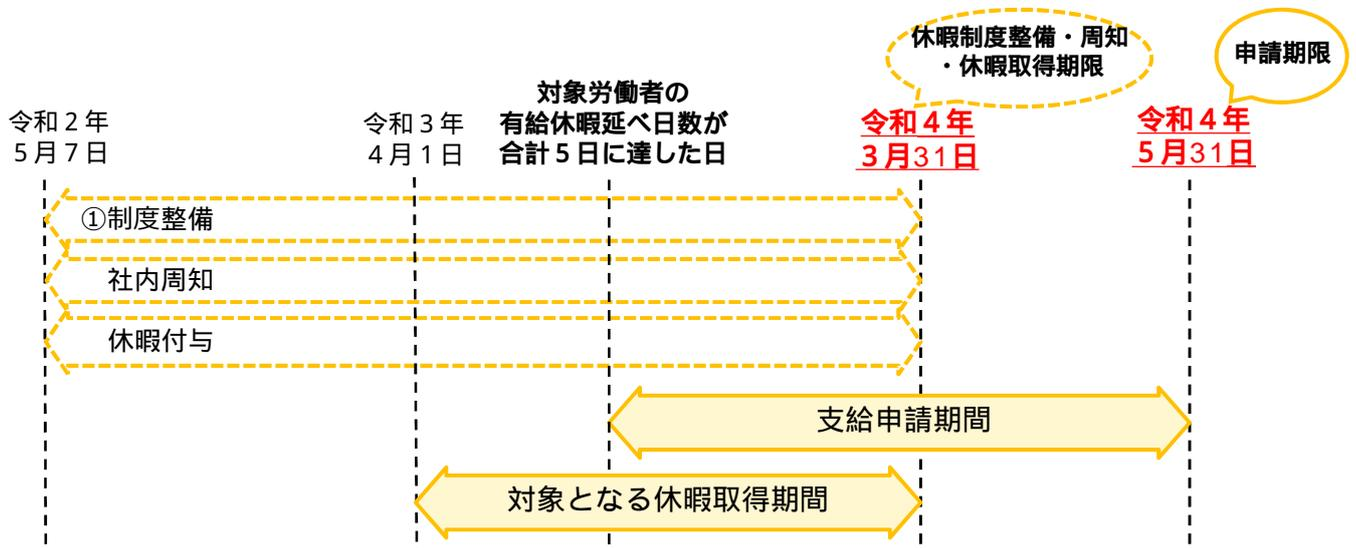 休暇制度整備・周知
・休暇取得期限
申請期限
令和２年
５月７日
令和３年
４月１日
対象労働者の
有給休暇延べ日数が
合計５日に達した日
令和４年
３月31日
令和４年
５月31日
①制度整備
社内周知
休暇付与
支給申請期間
対象となる休暇取得期間